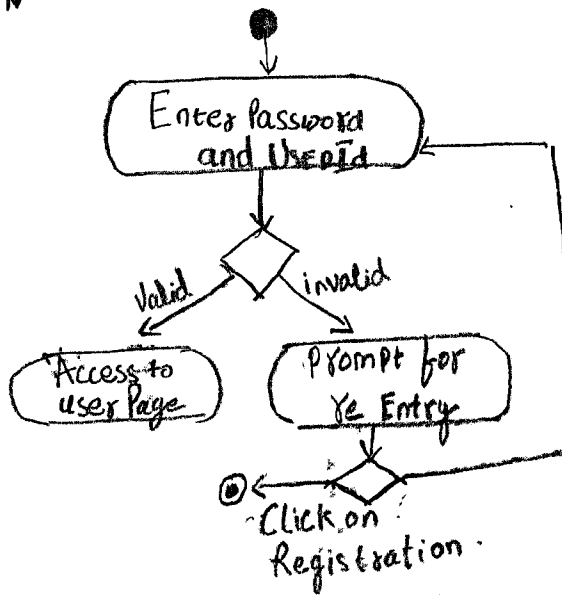 Enter Password
and UserId
Valid
invalid
Access to
user Page
Prompt for
re Entry
Click on
Registration.